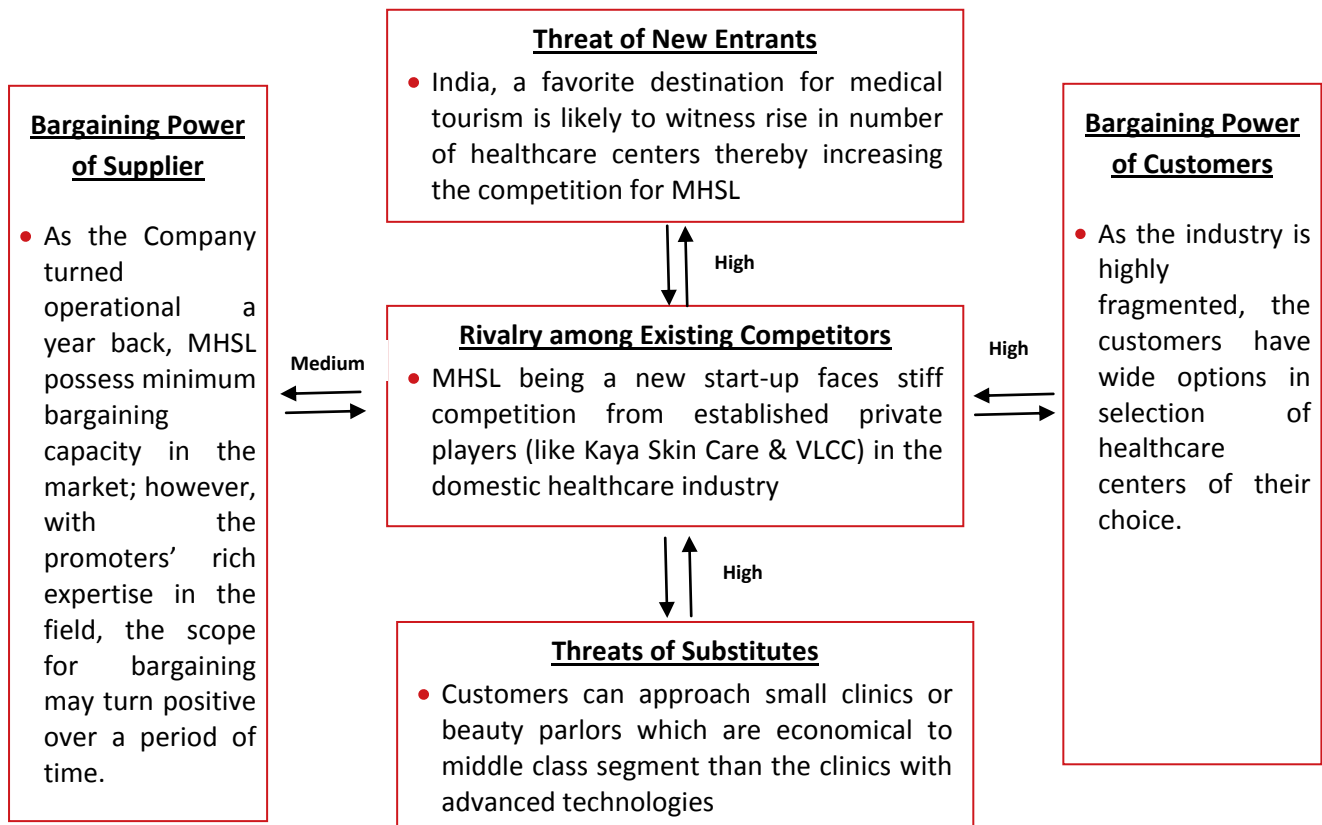 Threat of New Entrants
• India, a favorite destination for medical
tourism is likely to witness rise in number
of healthcare centers thereby increasing
the competition for MHSL
Bargaining Power
of Supplier
• As the Company
turned
operational a
year back, MHSL
possess minimum
bargaining
capacity in the
market; however,
with the
promoters’ rich
expertise in the
field, the scope
for bargaining
may turn positive
over a period of
time.
High
Medium
Rivalry among Existing Competitors
• MHSL being a new start-up faces stiff
competition from established private
players (like Kaya Skin Care & VLCC) in the
domestic healthcare industry
High
Bargaining Power
of Customers
• As the industry is
highly
fragmented, the
customers have
wide options in
selection of
healthcare
centers of their
choice.
High
Threats of Substitutes
• Customers can approach small clinics or
beauty parlors which are economical to
middle class segment than the clinics with
advanced technologies